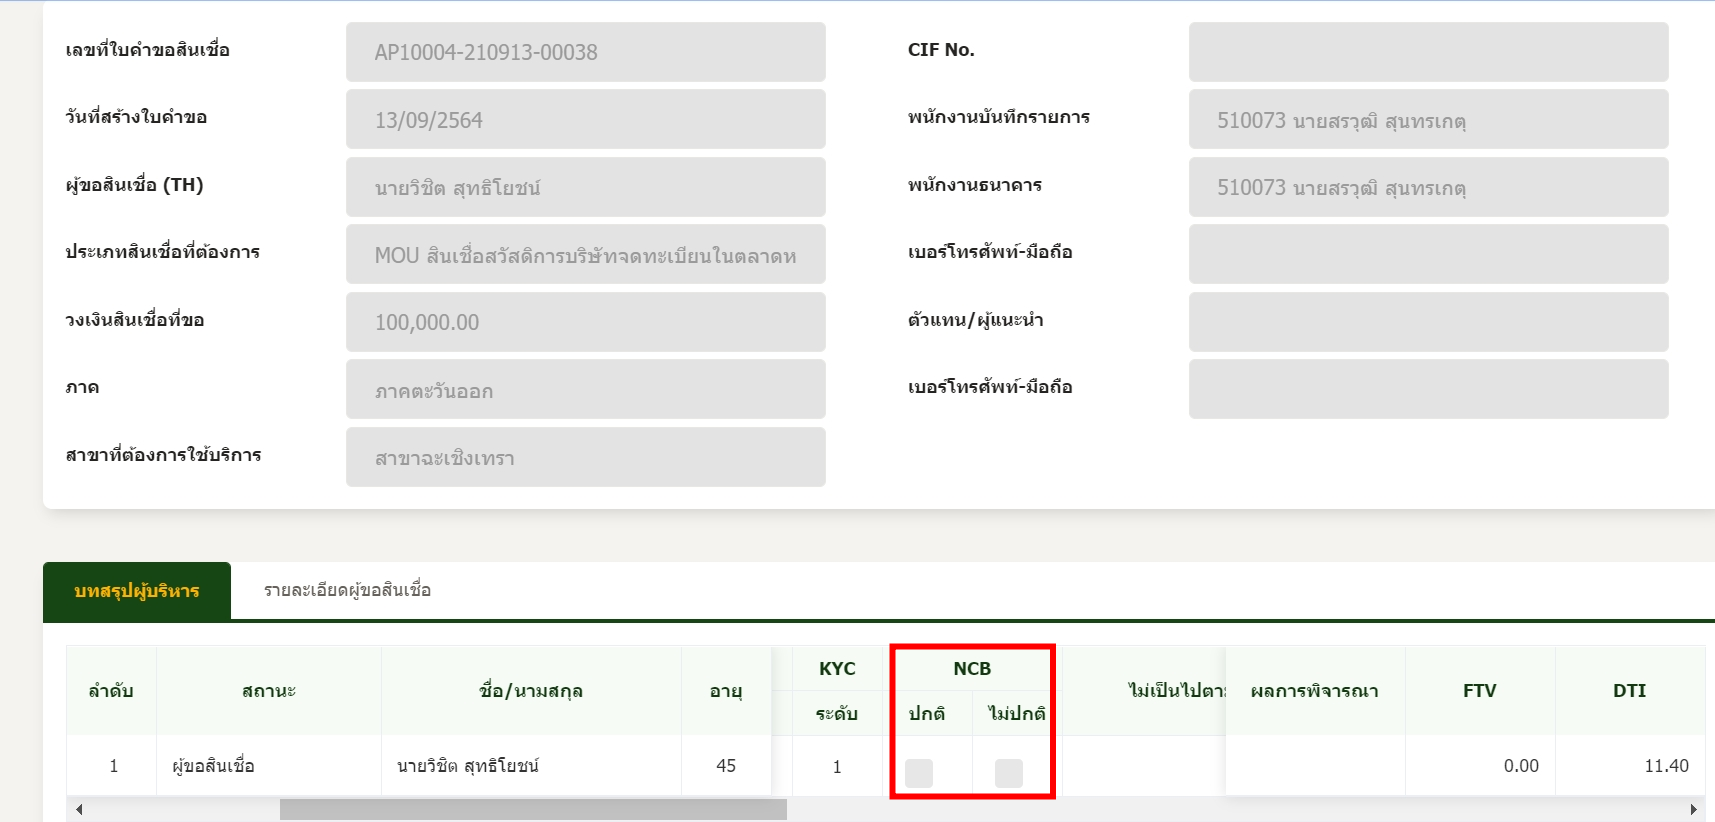 เลขที่ใบคำขอสินเชื่อ AP10004-210913-00038 CIF No.
วันที่สร้างใบคำขอ 13/09/2564 พนักงานบันทึกรายการ 510073 นายสรวุฒิ สุนทรเกตุ
ผู้ขอสินเชื่อ (TH) นายวิชิต สุทธิโยชน์ พนักงานธนาคาร 510073 นายสรวุฒิ สุนทรเกตุ
ประเภทสินเชื่อที่ต้องการ MOU สินเชื่อสวัสดิการบริษัทจดทะเบียนในตลาดห เบอร์โทรศัพท์-มือถือ
วงเงินสินเชื่อที่ขอ 100,000.00 ตัวแทน/ผู้แนะนำ
ภาค ภาคตะวันออก เบอร์โทรศัพท์-มือถือ
สาขาที่ต้องการใช้บริการ สาขาฉะเชิงเทรา
บทสรุปผู้บริหาร รายละเอียดผู้ขอสินเชื่อ
KYC NCB
ลำดับ สถานะ ชื่อ/นามสกุล อายุ ไม่เป็นไปตาม ผลการพิจารณา FTV DTI
ระดับ ปกติ ไม่ปกติ
1 ผู้ขอสินเชื่อ นายวิชิต สุทธิโยชน์ 45 1 0.00 11.40